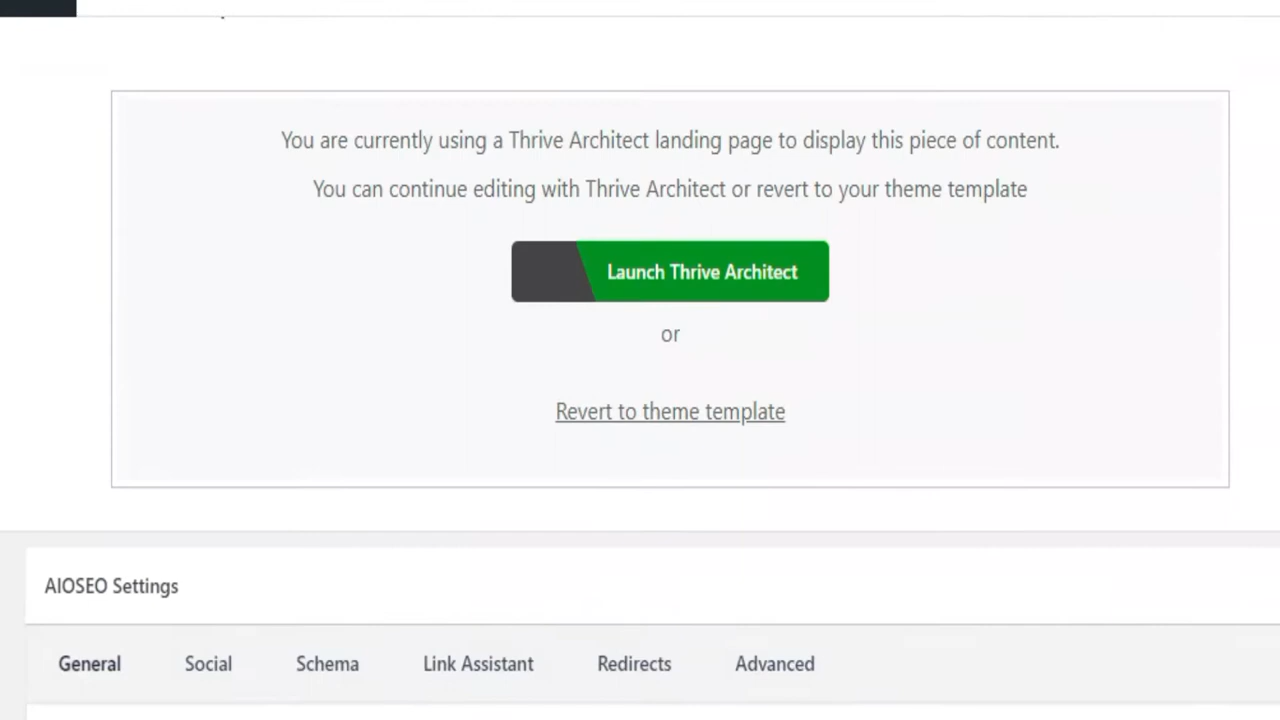 You are currently using a Thrive Architect landing page to display this piece of content.
You can continue editing with Thrive Architect or revert to your theme template
Launch Thrive Architect
or
Revert to theme template
AIOSEO Settings
General Social Schema Link Assistant Redirects Advanced